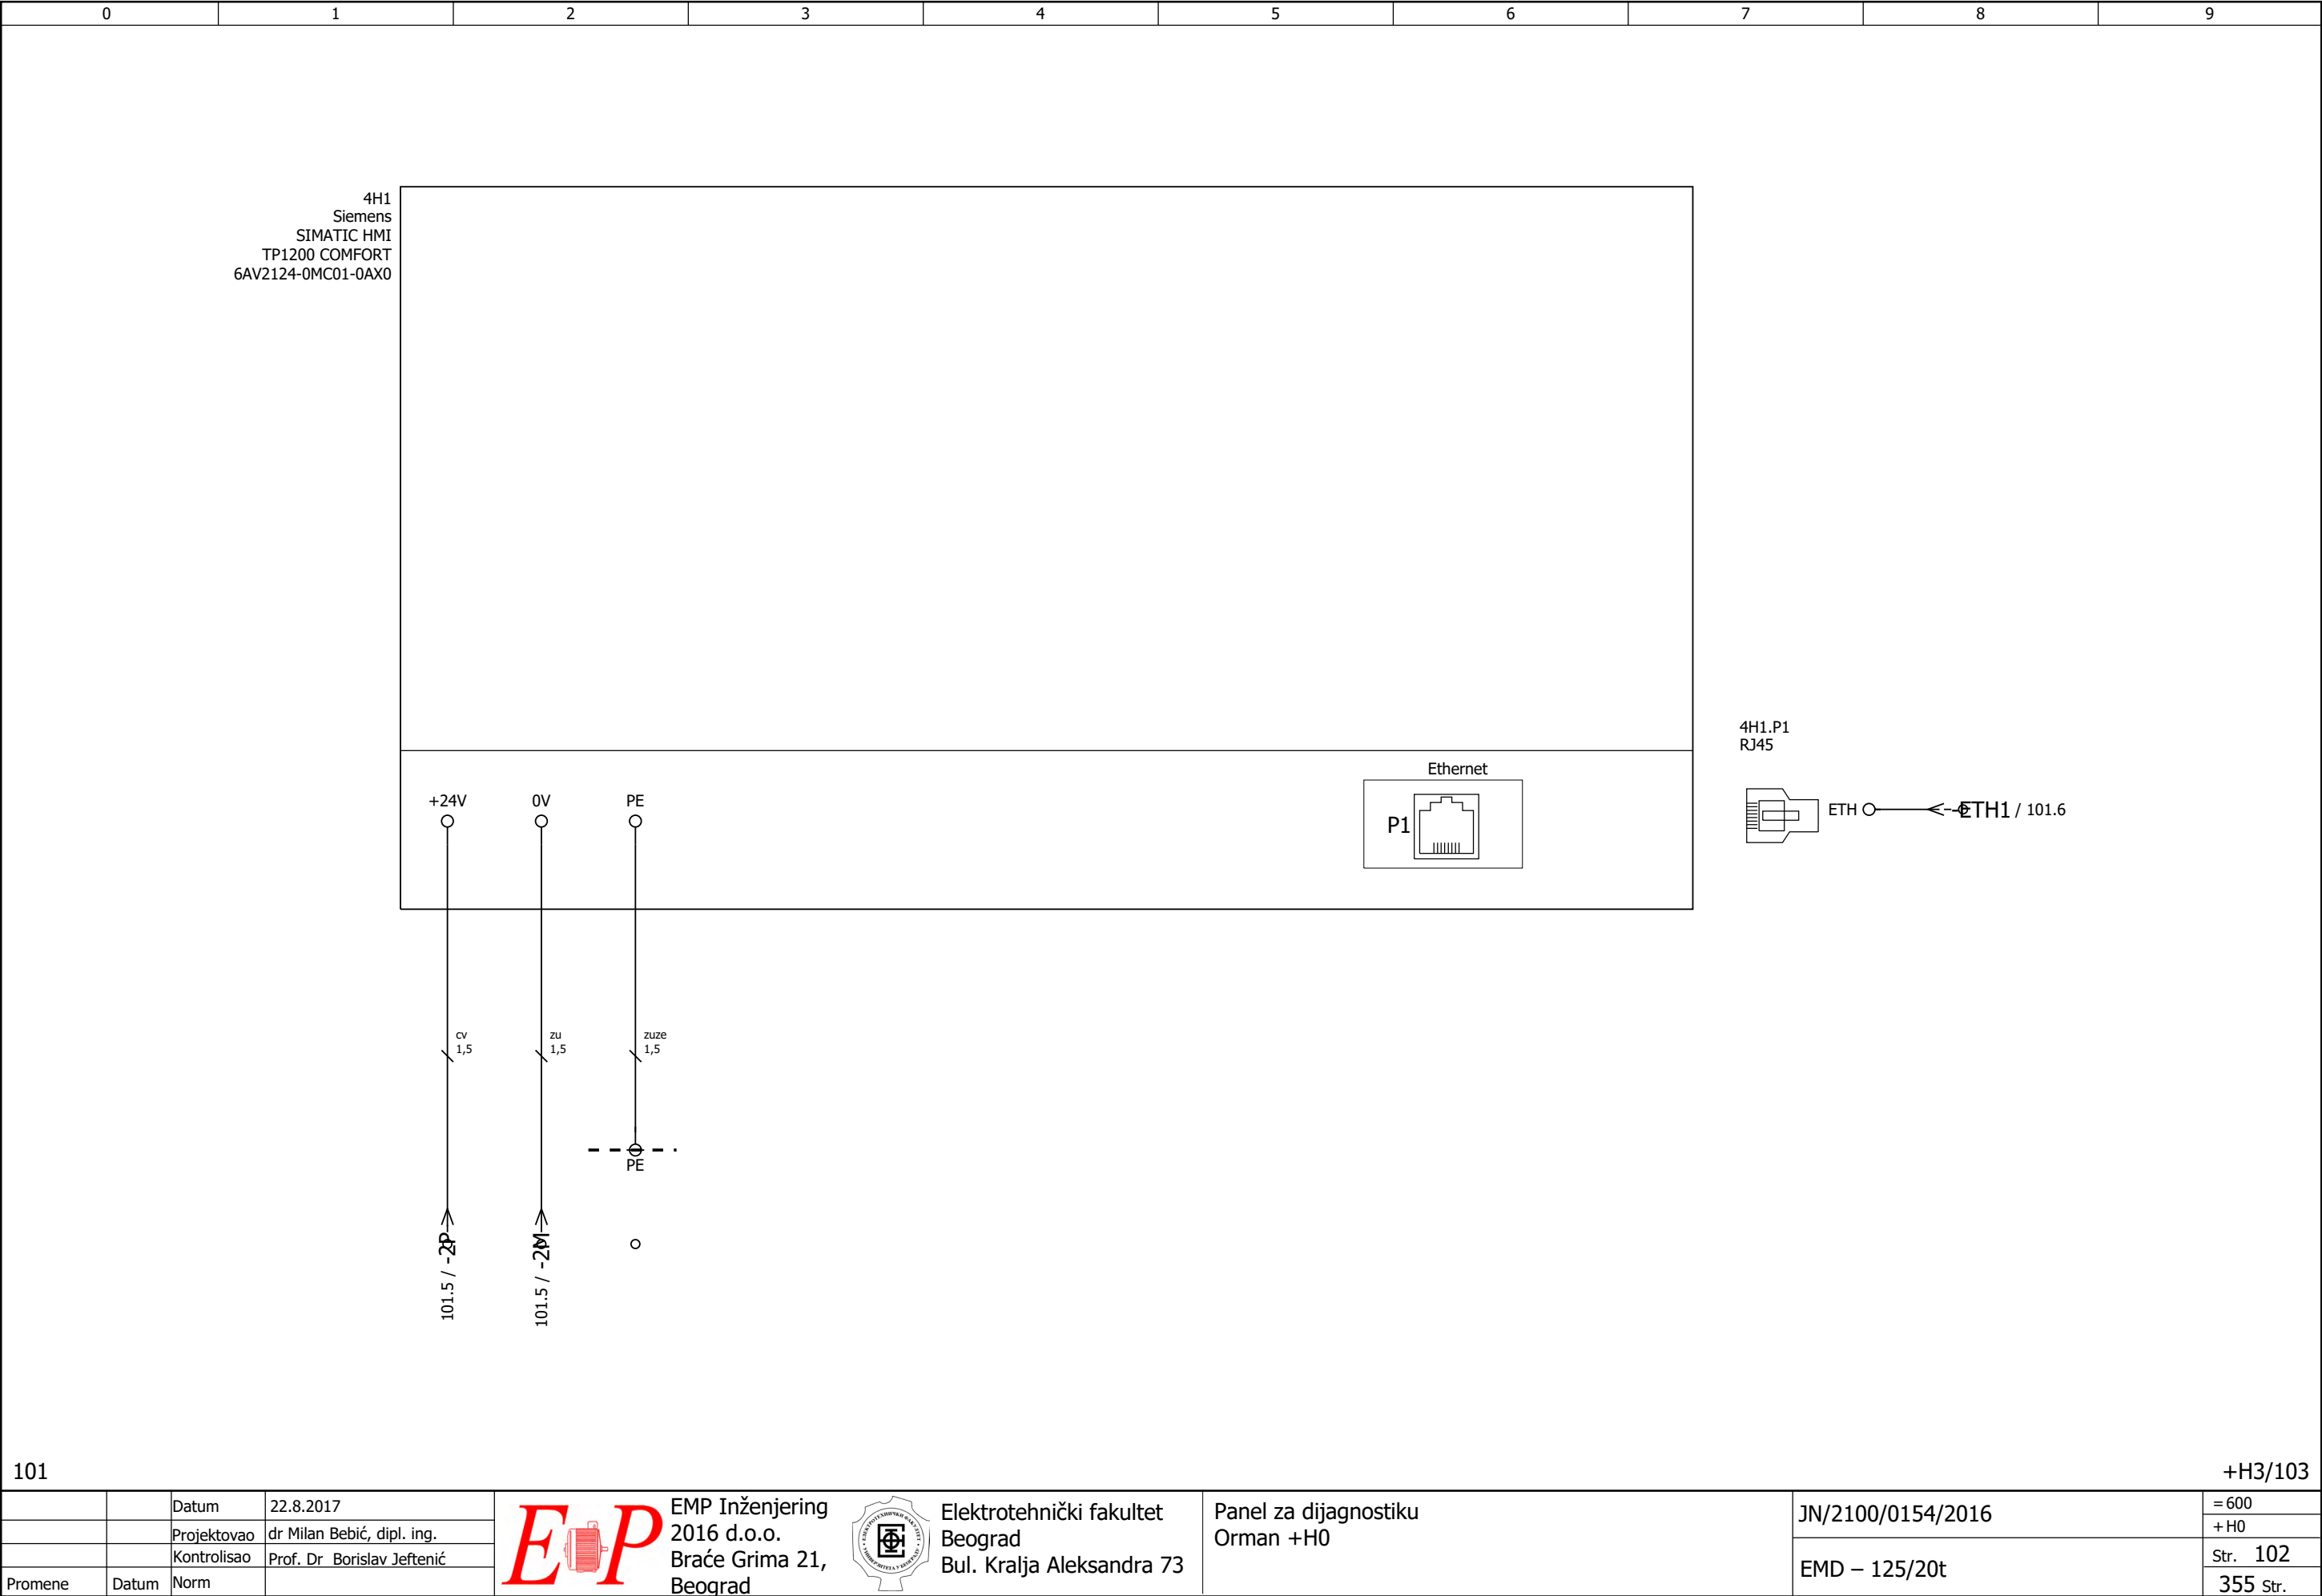 0 1 2 3 4 5 6 7 8 9
4H1
Siemens
SIMATIC HMI
TP1200 COMFORT
6AV2124-0MC01-0AX0
4H1.P1
RJ45
Ethernet
+24V 0V PE
P1
ETH
-ETH1 / 101.6
cv
1,5
zu
1,5
zuze
1,5
PE
101.5 / -2P
101.5 / -2M
101
+H3/103
Datum 22.8.2017
Projektovao dr Milan Bebić, dipl. ing.
Kontrolisao Prof. Dr Borislav Jeftenić
Promene Datum Norm
EMP
EMP Inženjering
2016 d.o.o.
Braće Grima 21,
Beograd
Elektrotehnički fakultet
Beograd
Bul. Kralja Aleksandra 73
Panel za dijagnostiku
Orman +H0
JN/2100/0154/2016
EMD – 125/20t
= 600
+ H0
Str. 102
355 Str.